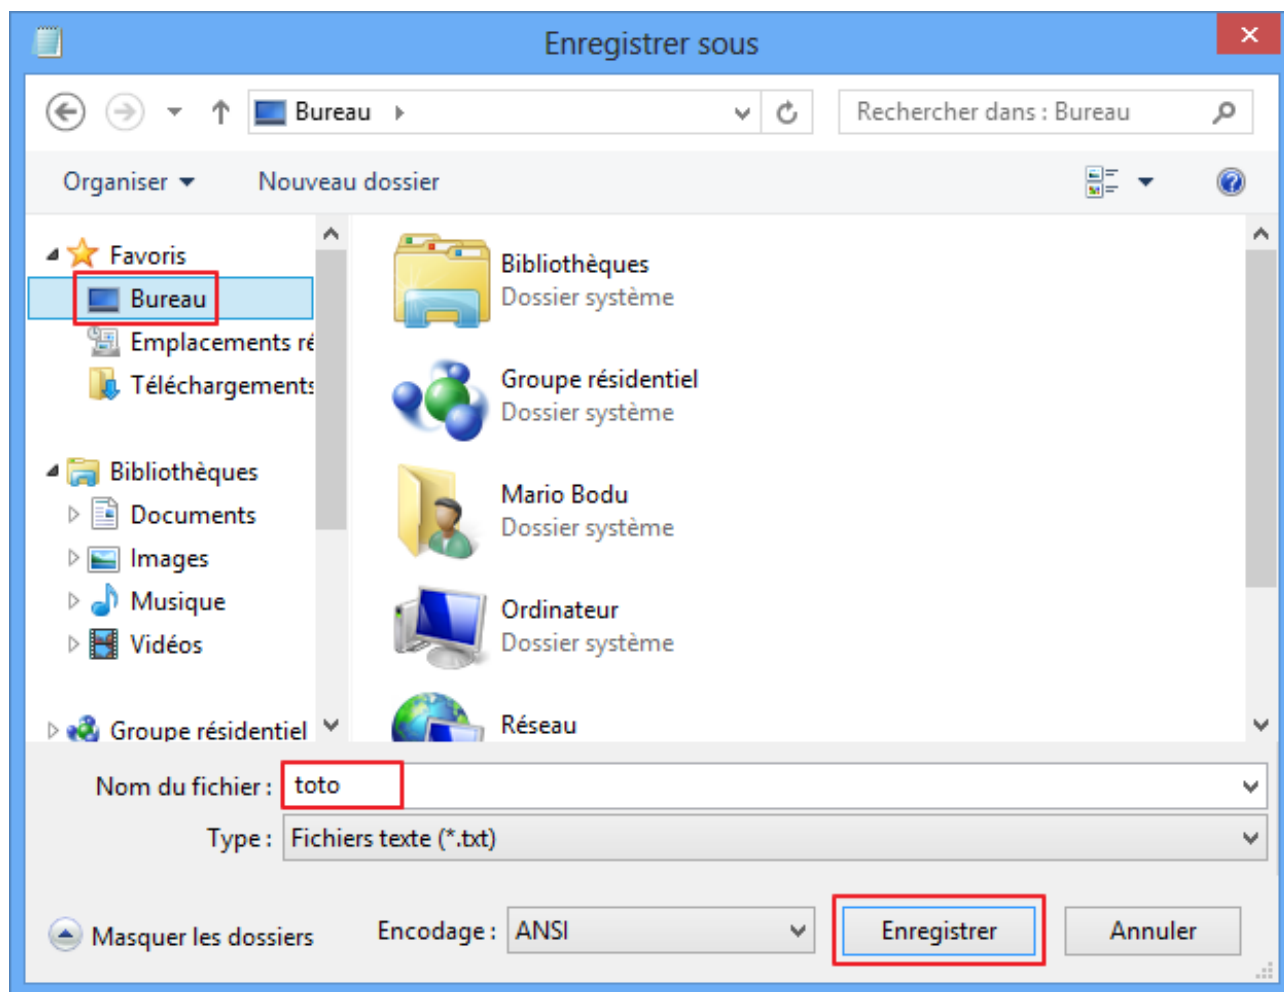 Enregistrer sous
Bureau
Rechercher dans : Bureau
Organiser
Nouveau dossier
Favoris
Bureau
Emplacements ré
Téléchargements
Bibliothèques
Documents
Images
Musique
Vidéos
Groupe résidentiel
Bibliothèques
Dossier système
Groupe résidentiel
Dossier système
Mario Bodu
Dossier système
Ordinateur
Dossier système
Réseau
Nom du fichier : toto
Type : Fichiers texte (*.txt)
Masquer les dossiers
Encodage : ANSI
Enregistrer
Annuler